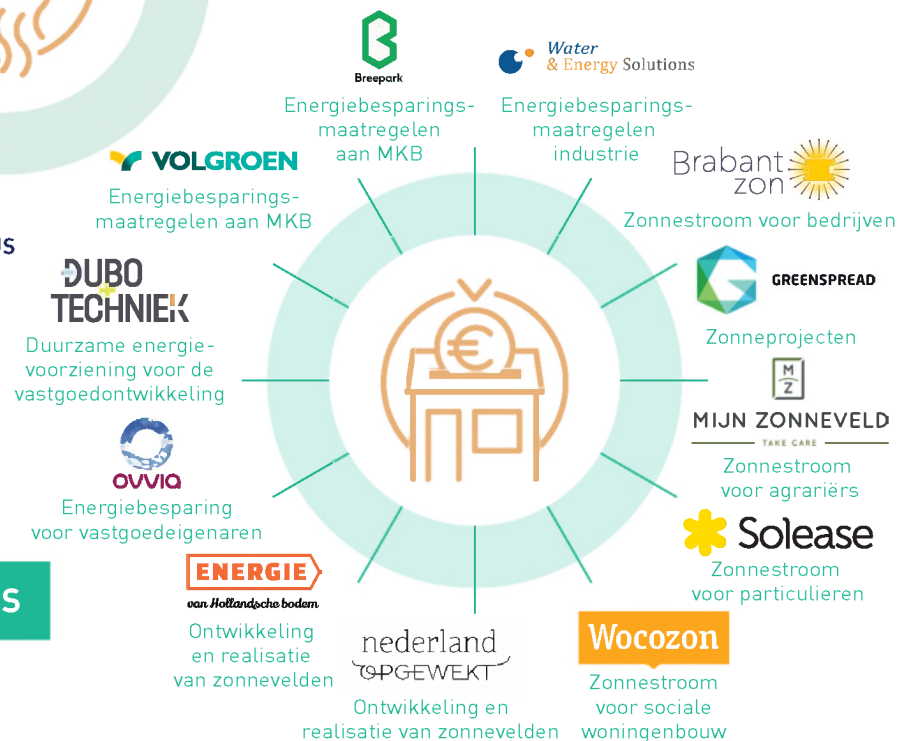 Breepark
Energiebesparings-
maatregelen
aan MKB
Water
& Energy Solutions
Energiebesparings-
maatregelen
industrie
Brabant
zon
Zonnestroom voor bedrijven
GREENSPREAD
Zonneprojecten
M
Z
MIJN ZONNEVELD
TAKE CARE
Zonnestroom
voor agrariërs
Solease
Zonnestroom
voor particulieren
Wocozon
Zonnestroom
voor sociale
woningenbouw
nederland
OPGEWEKT
Ontwikkeling en
realisatie van zonnevelden
ENERGIE
van Hollandsche bodem
Ontwikkeling
en realisatie
van zonnevelden
ovvia
Energiebesparing
voor vastgoedeigenaren
DUBO
TECHNIEK
Duurzame energie-
voorziening voor de
vastgoedontwikkeling
VOLGROEN
Energiebesparings-
maatregelen aan MKB
€
S